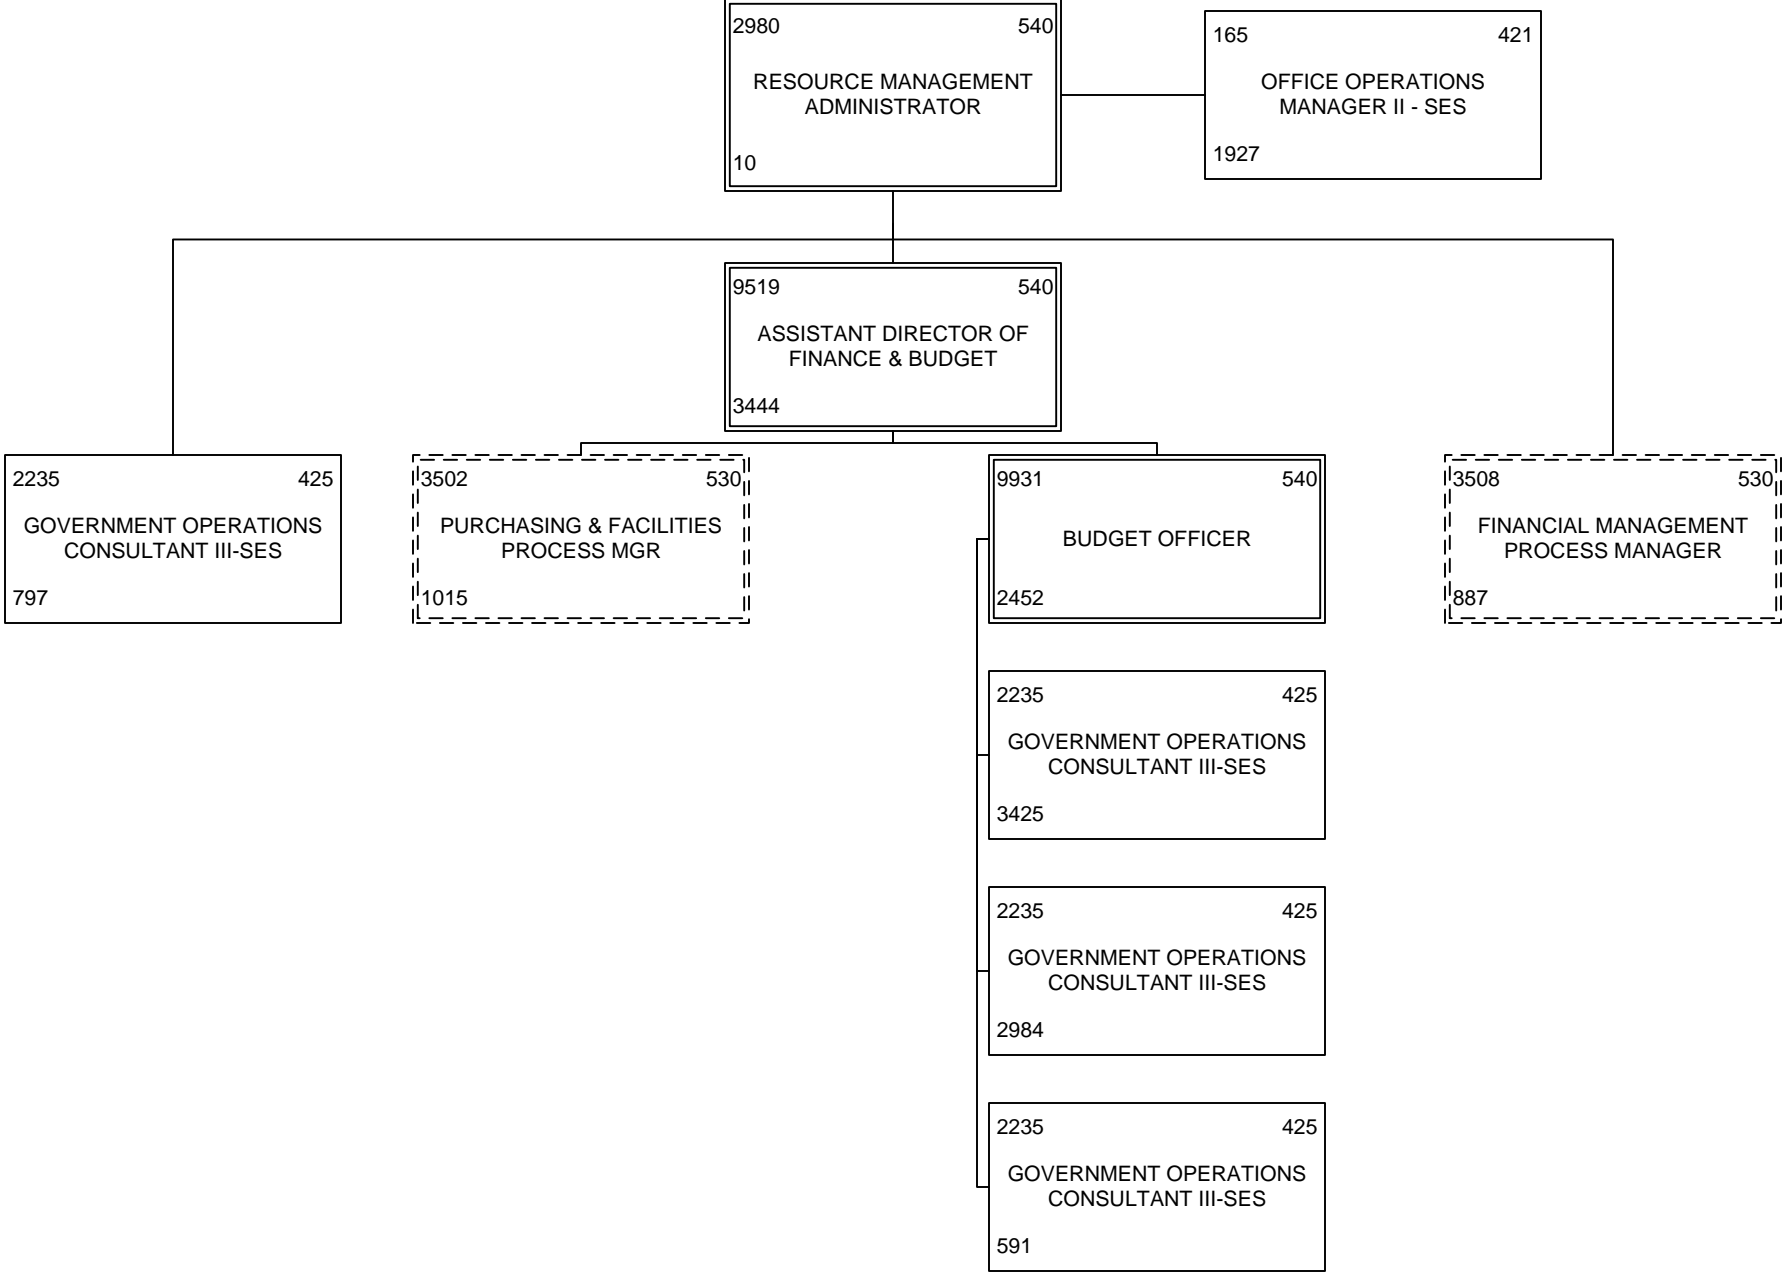 2980 540
RESOURCE MANAGEMENT
ADMINISTRATOR
10
165 421
OFFICE OPERATIONS
MANAGER II - SES
1927
9519 540
ASSISTANT DIRECTOR OF
FINANCE & BUDGET
3444
2235 425
GOVERNMENT OPERATIONS
CONSULTANT III-SES
797
3502 530
PURCHASING & FACILITIES
PROCESS MGR
1015
9931 540
BUDGET OFFICER
2452
3508 530
FINANCIAL MANAGEMENT
PROCESS MANAGER
887
2235 425
GOVERNMENT OPERATIONS
CONSULTANT III-SES
3425
2235 425
GOVERNMENT OPERATIONS
CONSULTANT III-SES
2984
2235 425
GOVERNMENT OPERATIONS
CONSULTANT III-SES
591